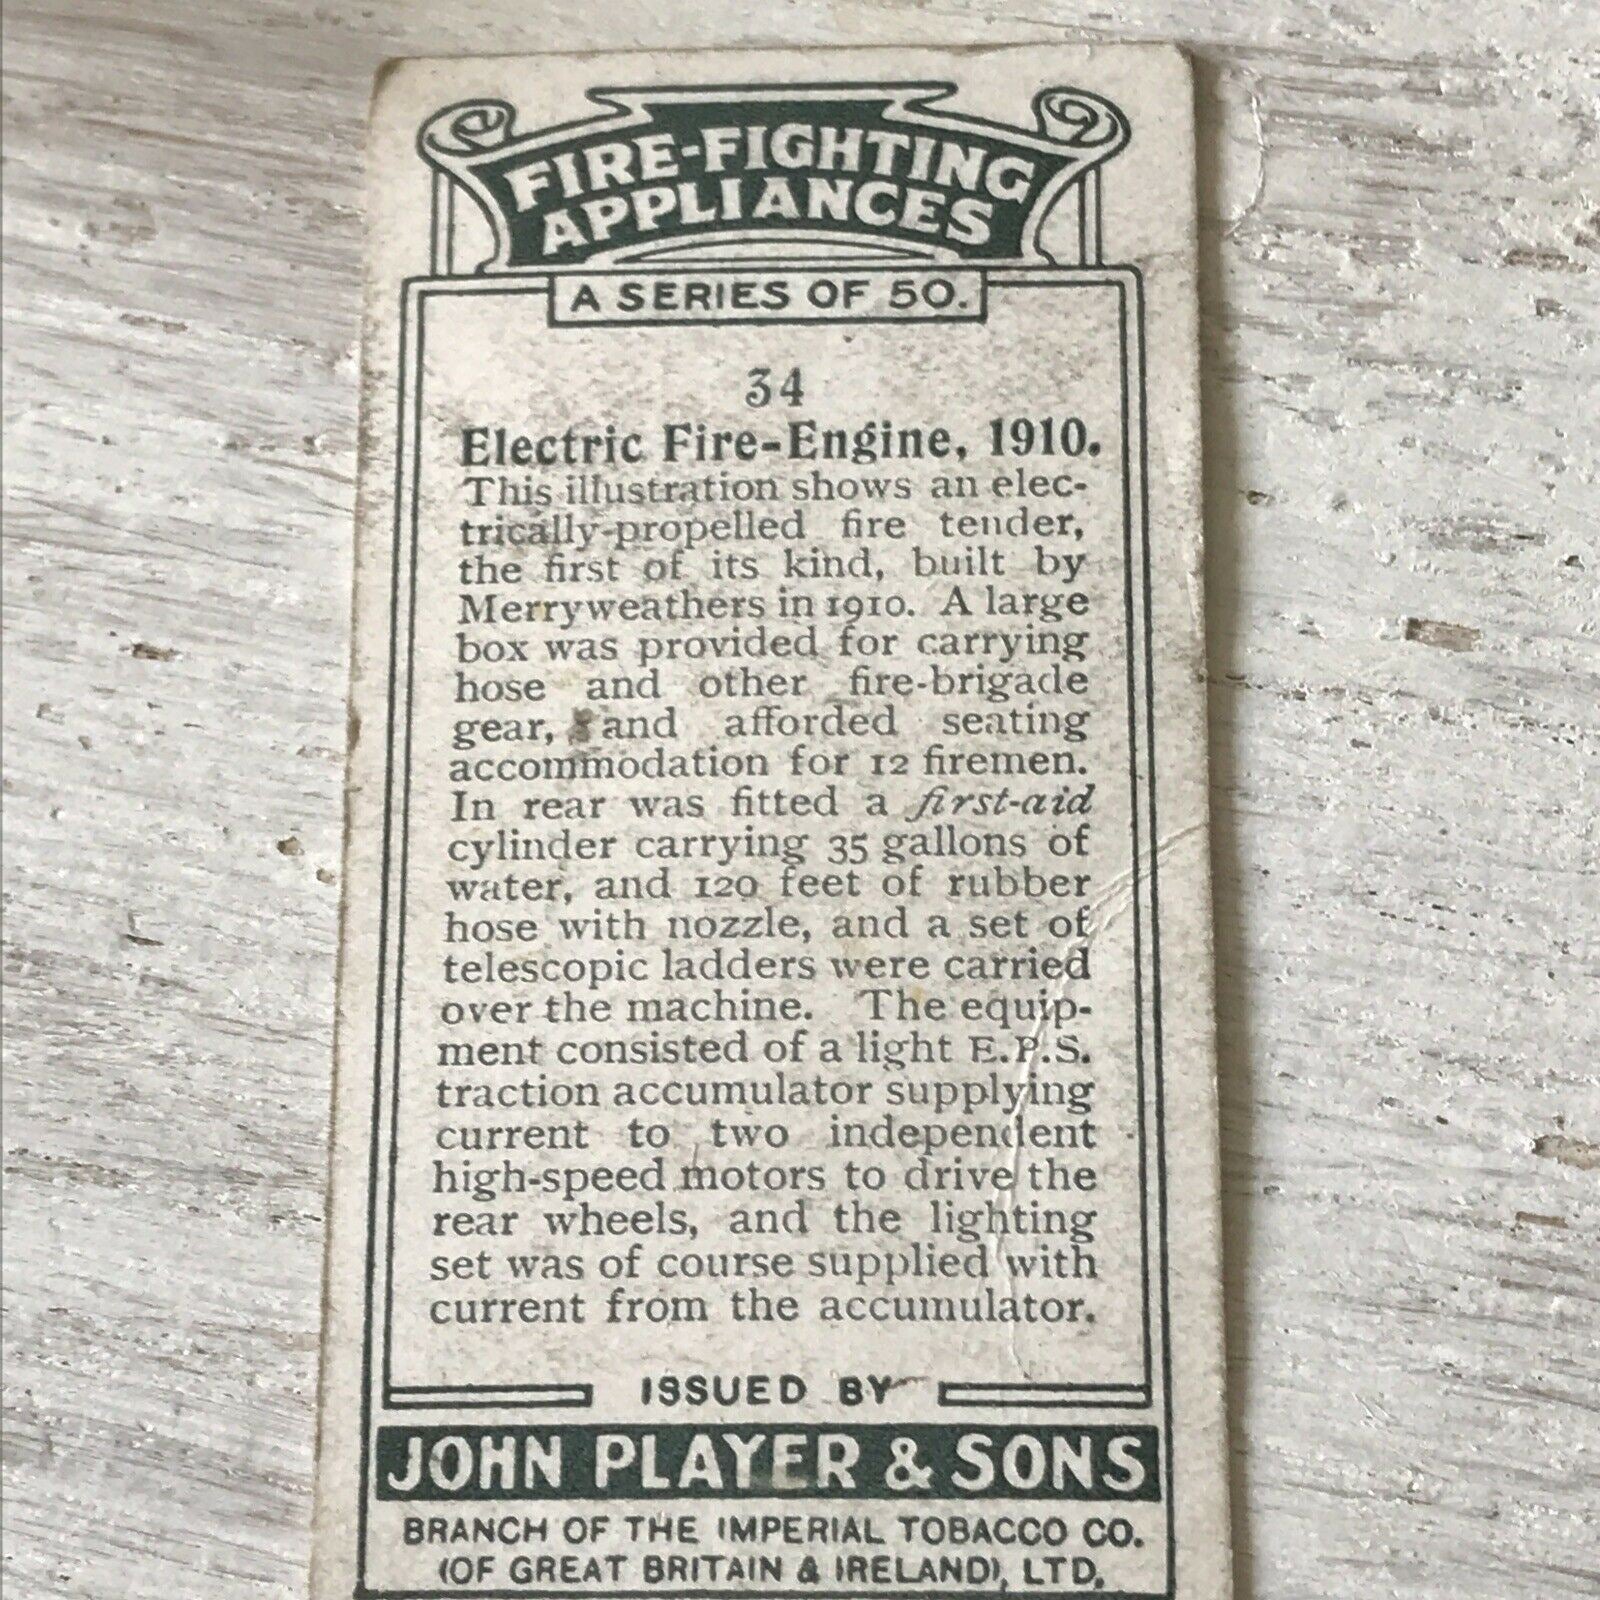 FIRE-FIGHTING
APPLIANCES
A SERIES OF 50.
34
Electric Fire-Engine, 1910.
This illustration shows an elec-
trically-propelled fire tender,
the first of its kind, built by
Merryweathers in 1910. A large
box was provided for carrying
hose and other fire-brigade
gear, and afforded seating
accommodation for 12 firemen.
In rear was fitted a first-aid
cylinder carrying 35 gallons of
water, and 120 feet of rubber
hose with nozzle, and a set of
telescopic ladders were carried
over the machine. The equip-
ment consisted of a light E.P.S.
traction accumulator supplying
current to two independent
high-speed motors to drive the
rear wheels, and the lighting
set was of course supplied with
current from the accumulator.
ISSUED BY
JOHN PLAYER & SONS
BRANCH OF THE IMPERIAL TOBACCO CO.
(OF GREAT BRITAIN & IRELAND), LTD.